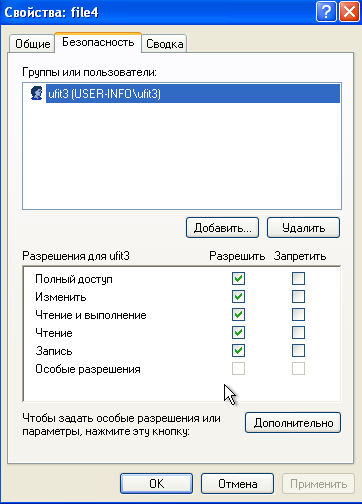 Свойства: file4
Общие Безопасность Сводка
Группы или пользователи:
ufit3 (USER-INFO\ufit3)
Добавить... Удалить
Разрешения для ufit3 Разрешить Запретить
Полный доступ
Изменить
Чтение и выполнение
Чтение
Запись
Особые разрешения
Чтобы задать особые разрешения или
параметры, нажмите эту кнопку: Дополнительно
OK Отмена Применить